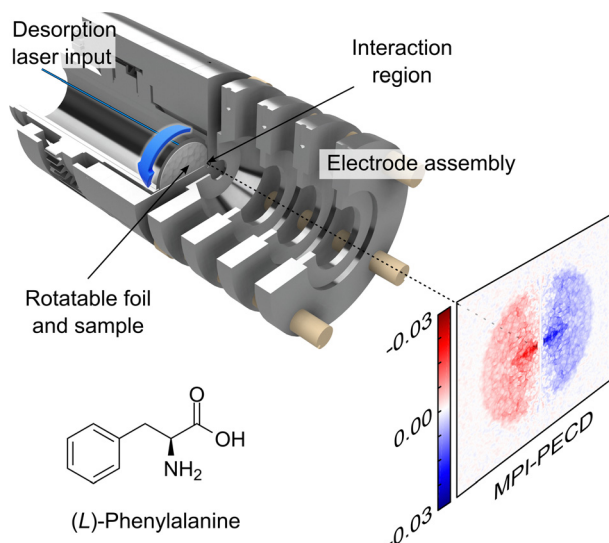 Desorption
laser input
Interaction
region
Electrode assembly
Rotatable foil
and sample
-0.03
0.00
-0.03
MPI-PECD
O
OH
NH2
(L)-Phenylalanine